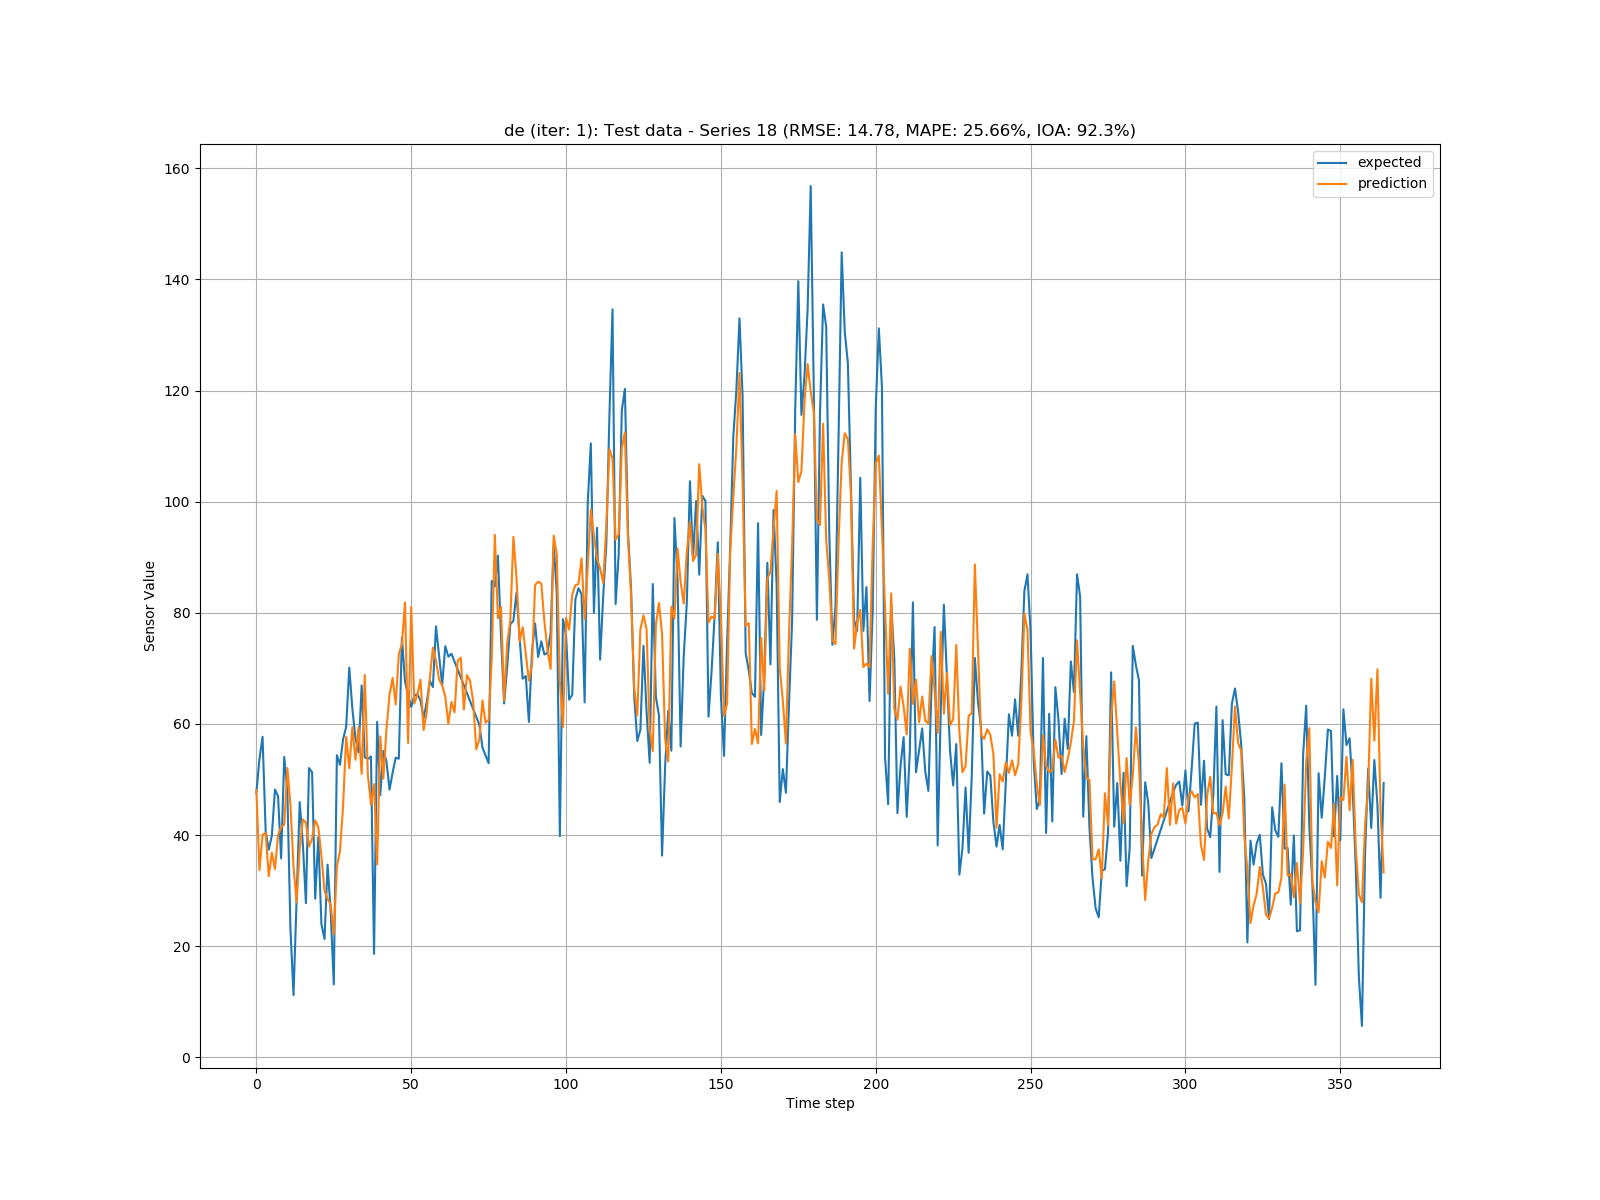 de (iter: 1): Test data - Series 18 (RMSE: 14.78, MAPE: 25.66%, IOA: 92.3%)
expected
prediction
160
140
120
100
80
60
40
20
0
Sensor Value
0 50 100 150 200 250 300 350
Time step